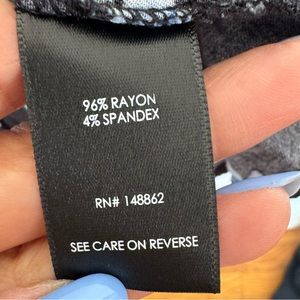 96% RAYON
4% SPANDEX
RN# 148862
SEE CARE ON REVERSE